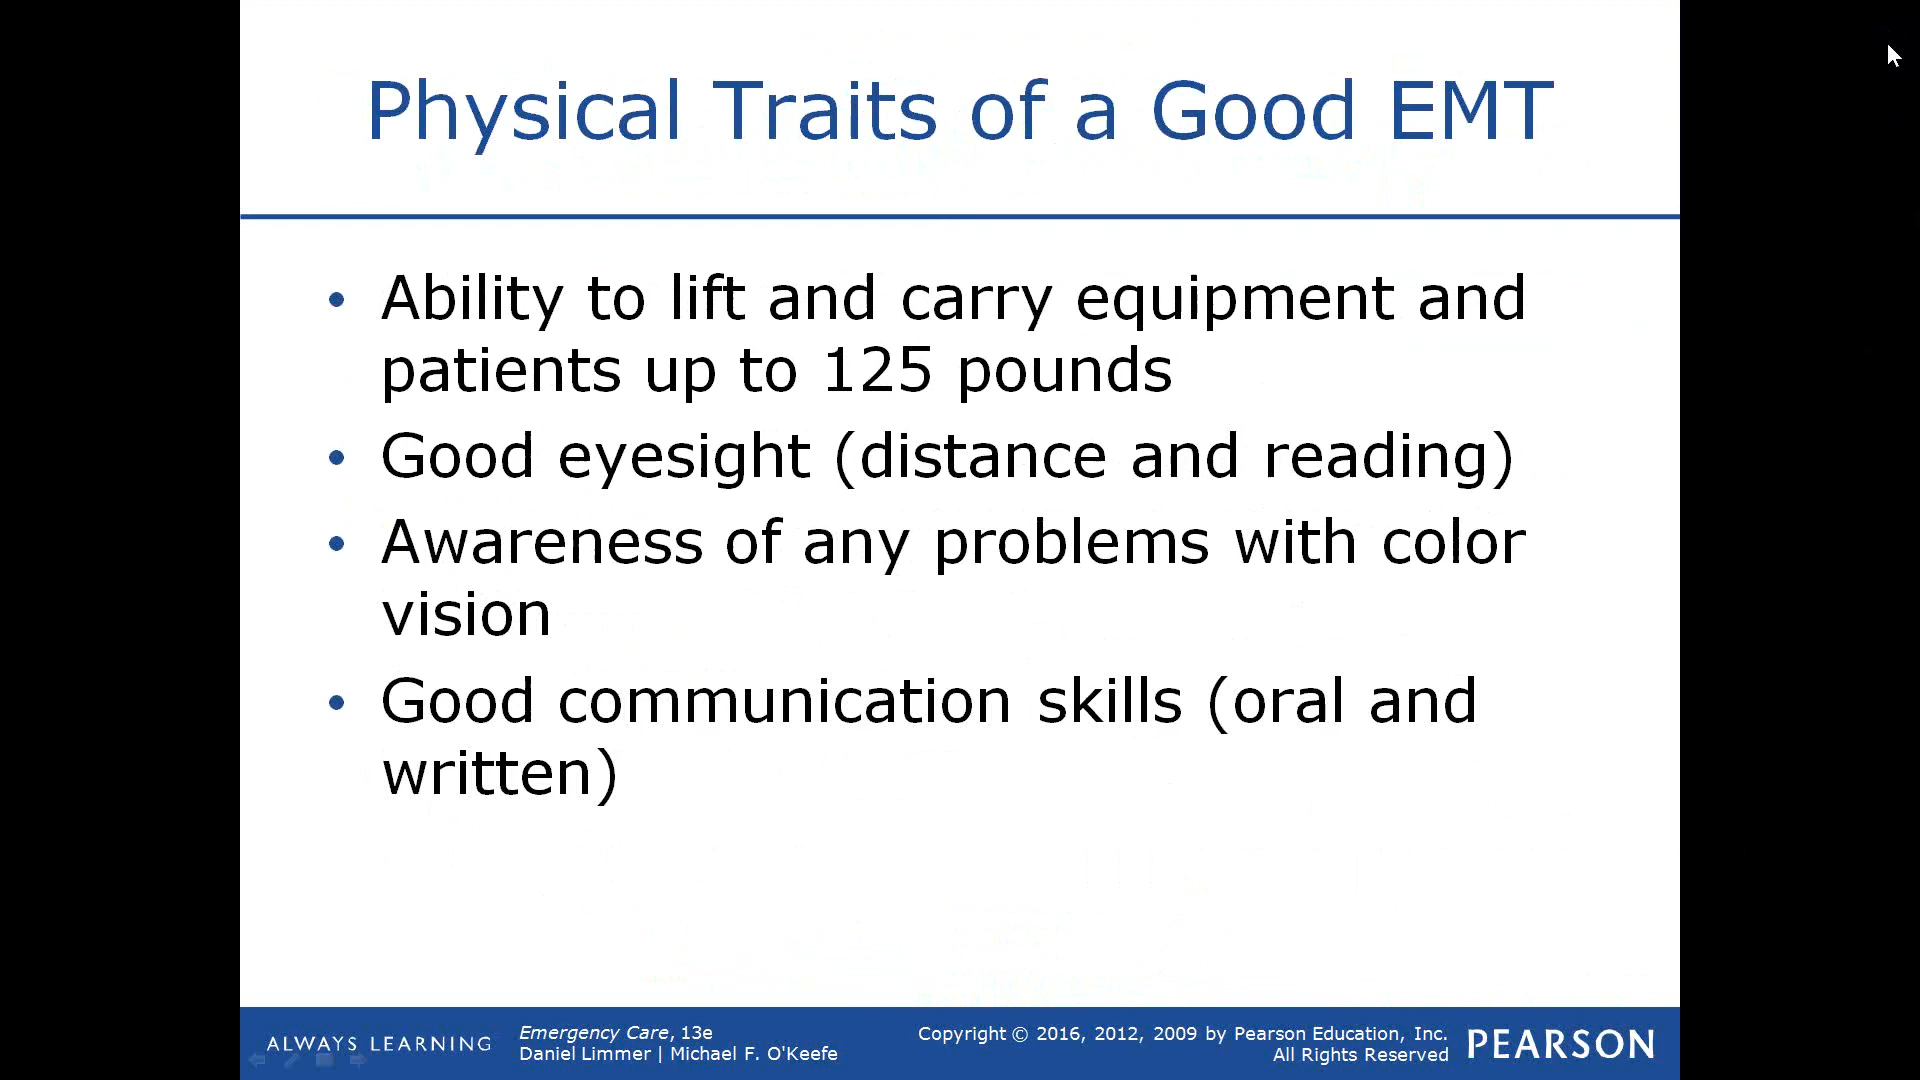 Physical Traits of a Good EMT
• Ability to lift and carry equipment and
patients up to 125 pounds
• Good eyesight (distance and reading)
• Awareness of any problems with color
vision
• Good communication skills (oral and
written)
ALWAYS LEARNING
Emergency Care, 13e
Daniel Limmer | Michael F. O'Keefe
Copyright © 2016, 2012, 2009 by Pearson Education, Inc.
All Rights Reserved
PEARSON